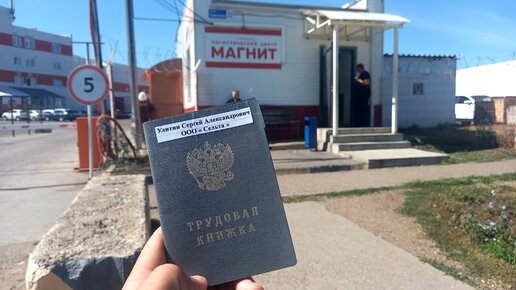 ЛОГИСТИЧЕСКИЙ ЦЕНТР
МАГНИТ
5
Улитин Сергей Александрович
ООО « Сельта »
ТРУДОВАЯ
КНИЖКА